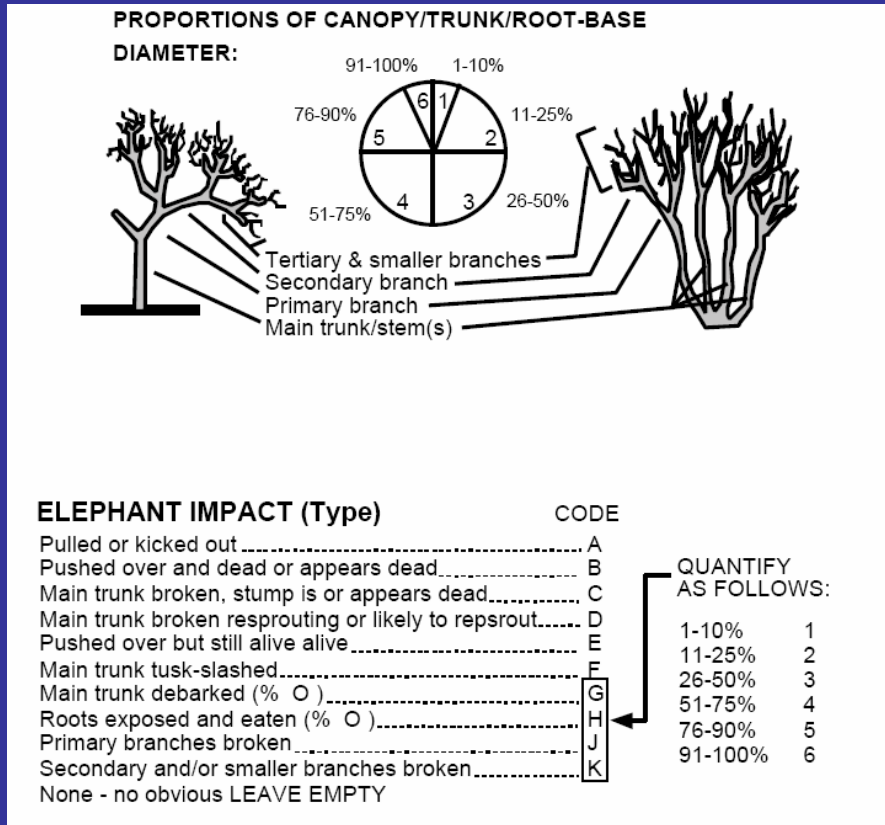 PROPORTIONS OF CANOPY/TRUNK/ROOT-BASE
DIAMETER:
91-100% 1-10%
76-90% 6 1 11-25%
5 2
51-75% 4 3 26-50%
Tertiary & smaller branches
Secondary branch
Primary branch
Main trunk/stem(s)
ELEPHANT IMPACT (Type) CODE
Pulled or kicked out A
Pushed over and dead or appears dead B
Main trunk broken, stump is or appears dead C
Main trunk broken resprouting or likely to repsrout D
Pushed over but still alive alive E
Main trunk tusk-slashed F
Main trunk debarked (% O ) G
Roots exposed and eaten (% O ) H
Primary branches broken J
Secondary and/or smaller branches broken K
None - no obvious LEAVE EMPTY
QUANTIFY
AS FOLLOWS:
1-10% 1
11-25% 2
26-50% 3
51-75% 4
76-90% 5
91-100% 6